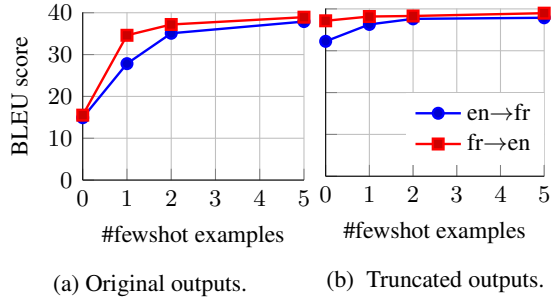 40
30
20
10
0
BLEU score
0 1 2 3 4 5
#fewshot examples
(a) Original outputs.
en→fr
fr→en
0 1 2 3 4 5
#fewshot examples
(b) Truncated outputs.